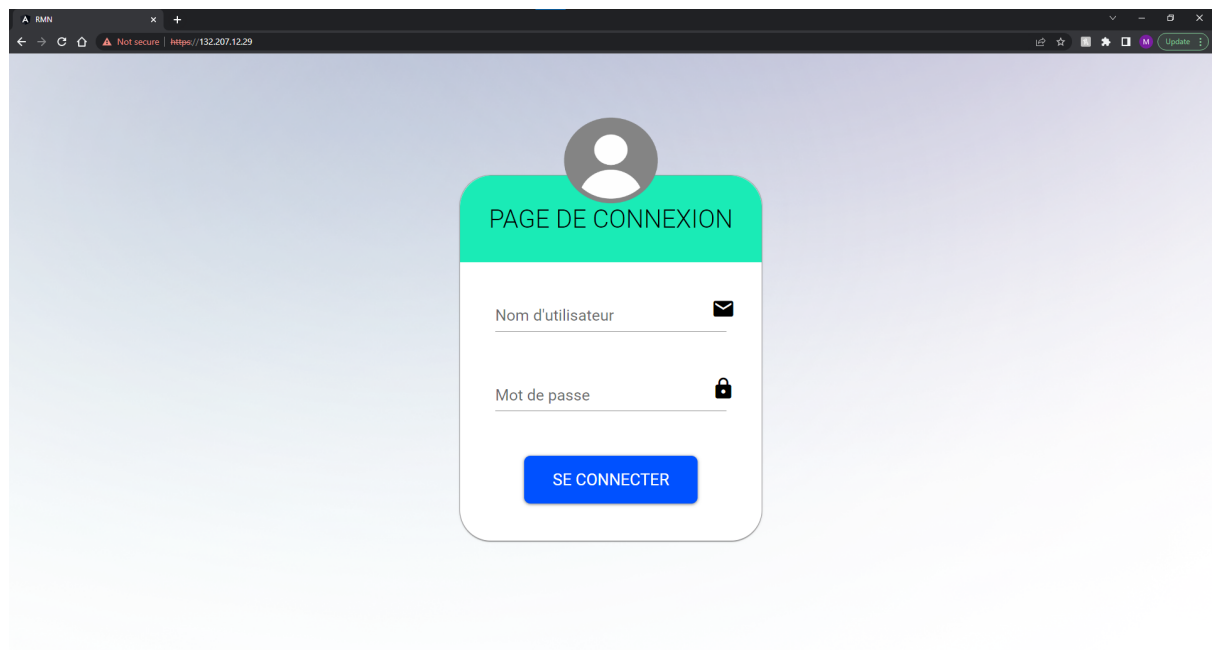 RMN
Not secure | https://132.207.12.29
M
Update
PAGE DE CONNEXION
Nom d'utilisateur
Mot de passe
SE CONNECTER